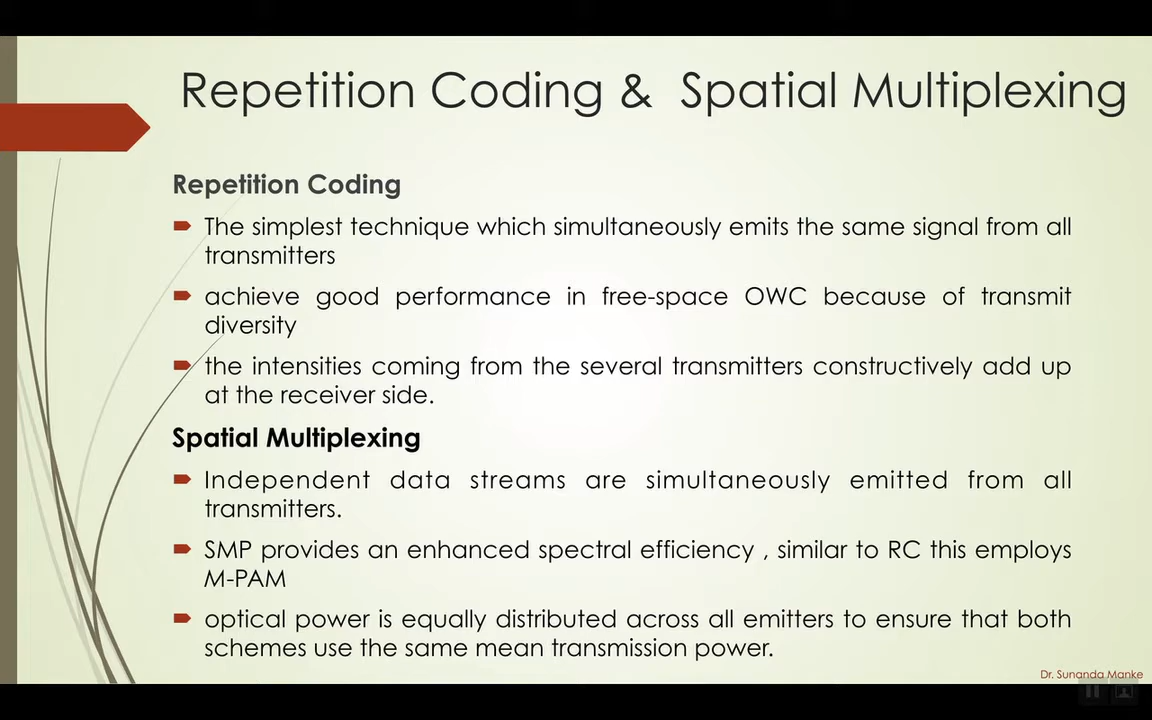 Repetition Coding & Spatial Multiplexing
Repetition Coding
The simplest technique which simultaneously emits the same signal from all
transmitters
achieve good performance in free-space OWC because of transmit
diversity
the intensities coming from the several transmitters constructively add up
at the receiver side.
Spatial Multiplexing
Independent data streams are simultaneously emitted from all
transmitters.
SMP provides an enhanced spectral efficiency , similar to RC this employs
M-PAM
optical power is equally distributed across all emitters to ensure that both
schemes use the same mean transmission power.
Dr. Sunanda Manke